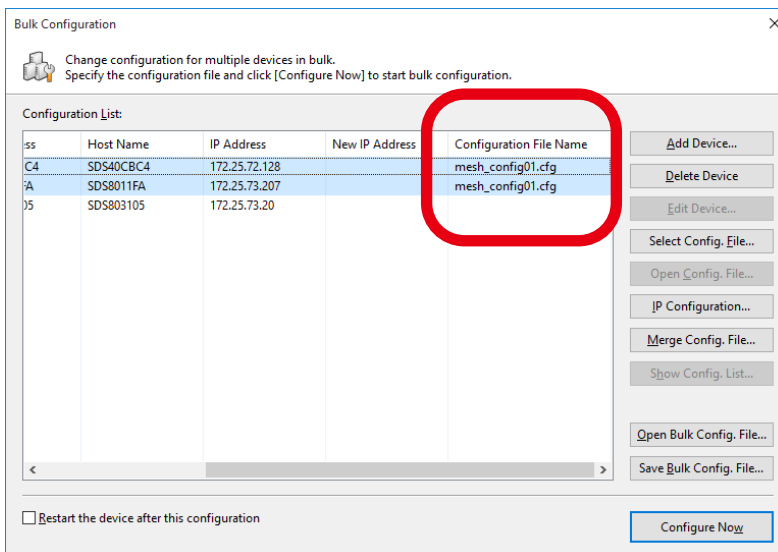 Bulk Configuration
Change configuration for multiple devices in bulk.
Specify the configuration file and click [Configure Now] to start bulk configuration.
Configuration List:
ss Host Name IP Address New IP Address Configuration File Name
C4 SDS40CBC4 172.25.72.128 mesh_config01.cfg
FA SDS8011FA 172.25.73.207 mesh_config01.cfg
05 SDS803105 172.25.73.20
Add Device...
Delete Device
Edit Device...
Select Config. File...
Open Config. File...
IP Configuration...
Merge Config. File...
Show Config. List...
Open Bulk Config. File...
Save Bulk Config. File...
Restart the device after this configuration
Configure Now